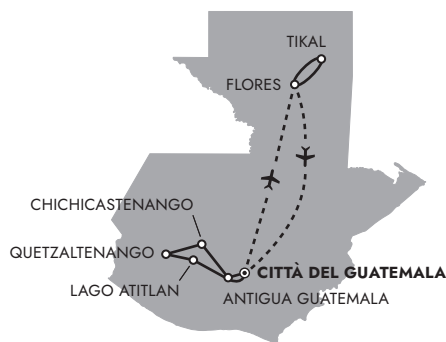 TIKAL
FLORES
CHICHICASTENANGO
QUETZALTENANGO
CITTÀ DEL GUATEMALA
LAGO ATITLAN
ANTIGUA GUATEMALA